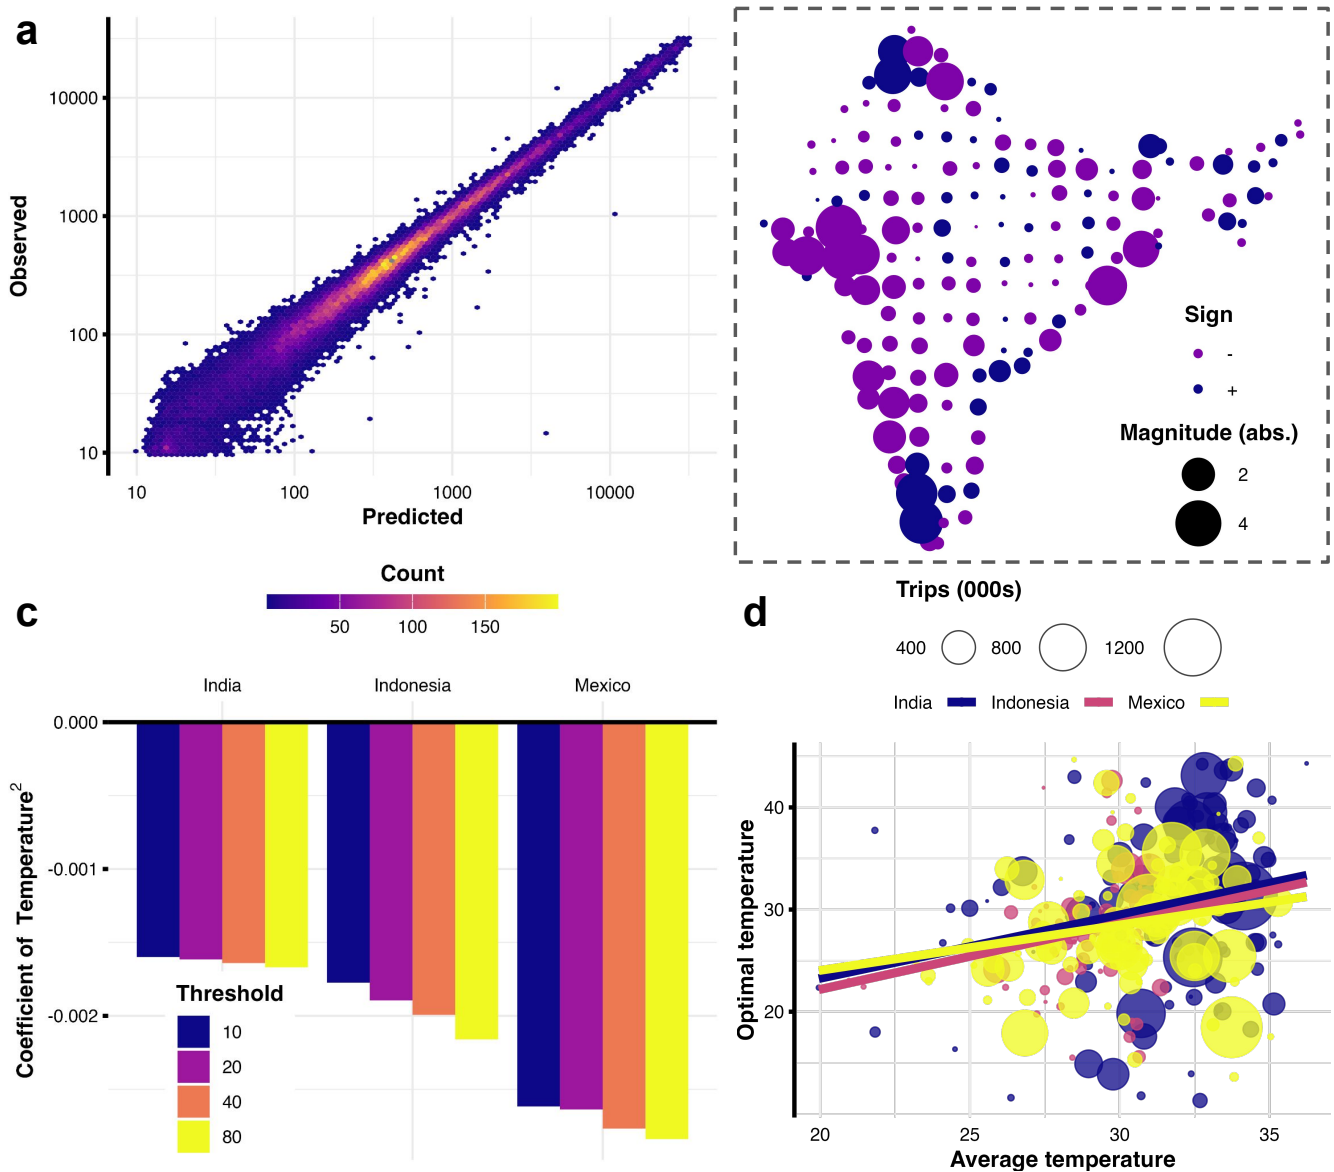 a
10000
1000
100
10
Observed
10 100 1000 10000
Predicted
Count
50 100 150
Sign
-
+
Magnitude (abs.)
2
4
c
India Indonesia Mexico
0.000
-0.001
-0.002
Coefficient of Temperature²
Threshold
10
20
40
80
d
Trips (000s)
400 800 1200
India Indonesia Mexico
40
30
20
Optimal temperature
20 25 30 35
Average temperature